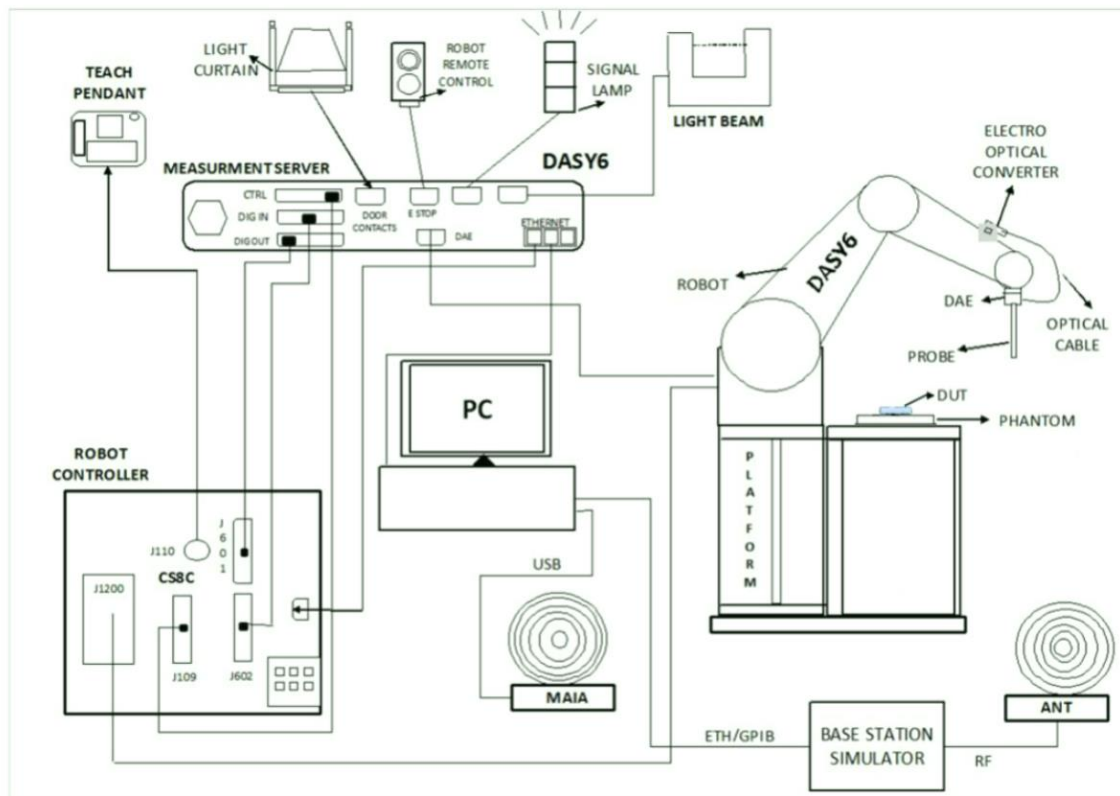 LIGHT
CURTAIN
ROBOT
REMOTE
CONTROL
SIGNAL
LAMP
LIGHT BEAM
TEACH
PENDANT
MEASURMENT SERVER
DASY6
CTRL
DIG IN
DIG OUT
DOOR
CONTACTS
E STOP
DAE
ETHERNET
ELECTRO
OPTICAL
CONVERTER
ROBOT
DASY6
DAE
OPTICAL
CABLE
PROBE
DUT
PHANTOM
PLATFORM
PC
ROBOT
CONTROLLER
J110
J601
CS8C
J1200
J109
J602
USB
MAIA
ETH/GPIB
BASE STATION
SIMULATOR
RF
ANT